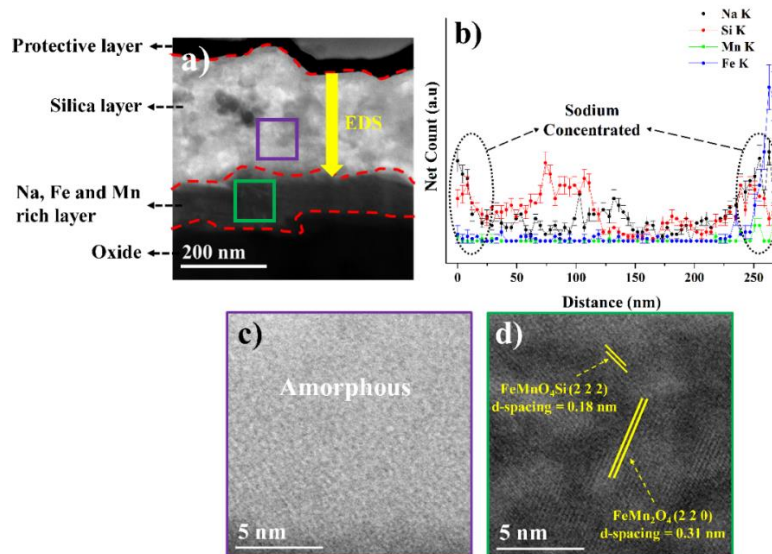 a)
Protective layer
Silica layer
EDS
Na, Fe and Mn
rich layer
Oxide
200 nm
b)
Na K
Si K
Mn K
Fe K
Sodium
Concentrated
Net Count (a.u)
0 50 100 150 200 250
Distance (nm)
c)
Amorphous
5 nm
d)
FeMnO₄Si (2 2 2)
d-spacing = 0.18 nm
FeMn₂O₄ (2 2 0)
d-spacing = 0.31 nm
5 nm